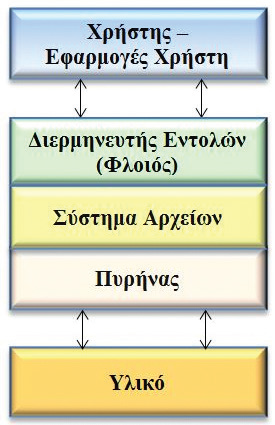 Χρήστης –
Εφαρμογές Χρήστη
Διερμηνευτής Εντολών
(Φλοιός)
Σύστημα Αρχείων
Πυρήνας
Υλικό